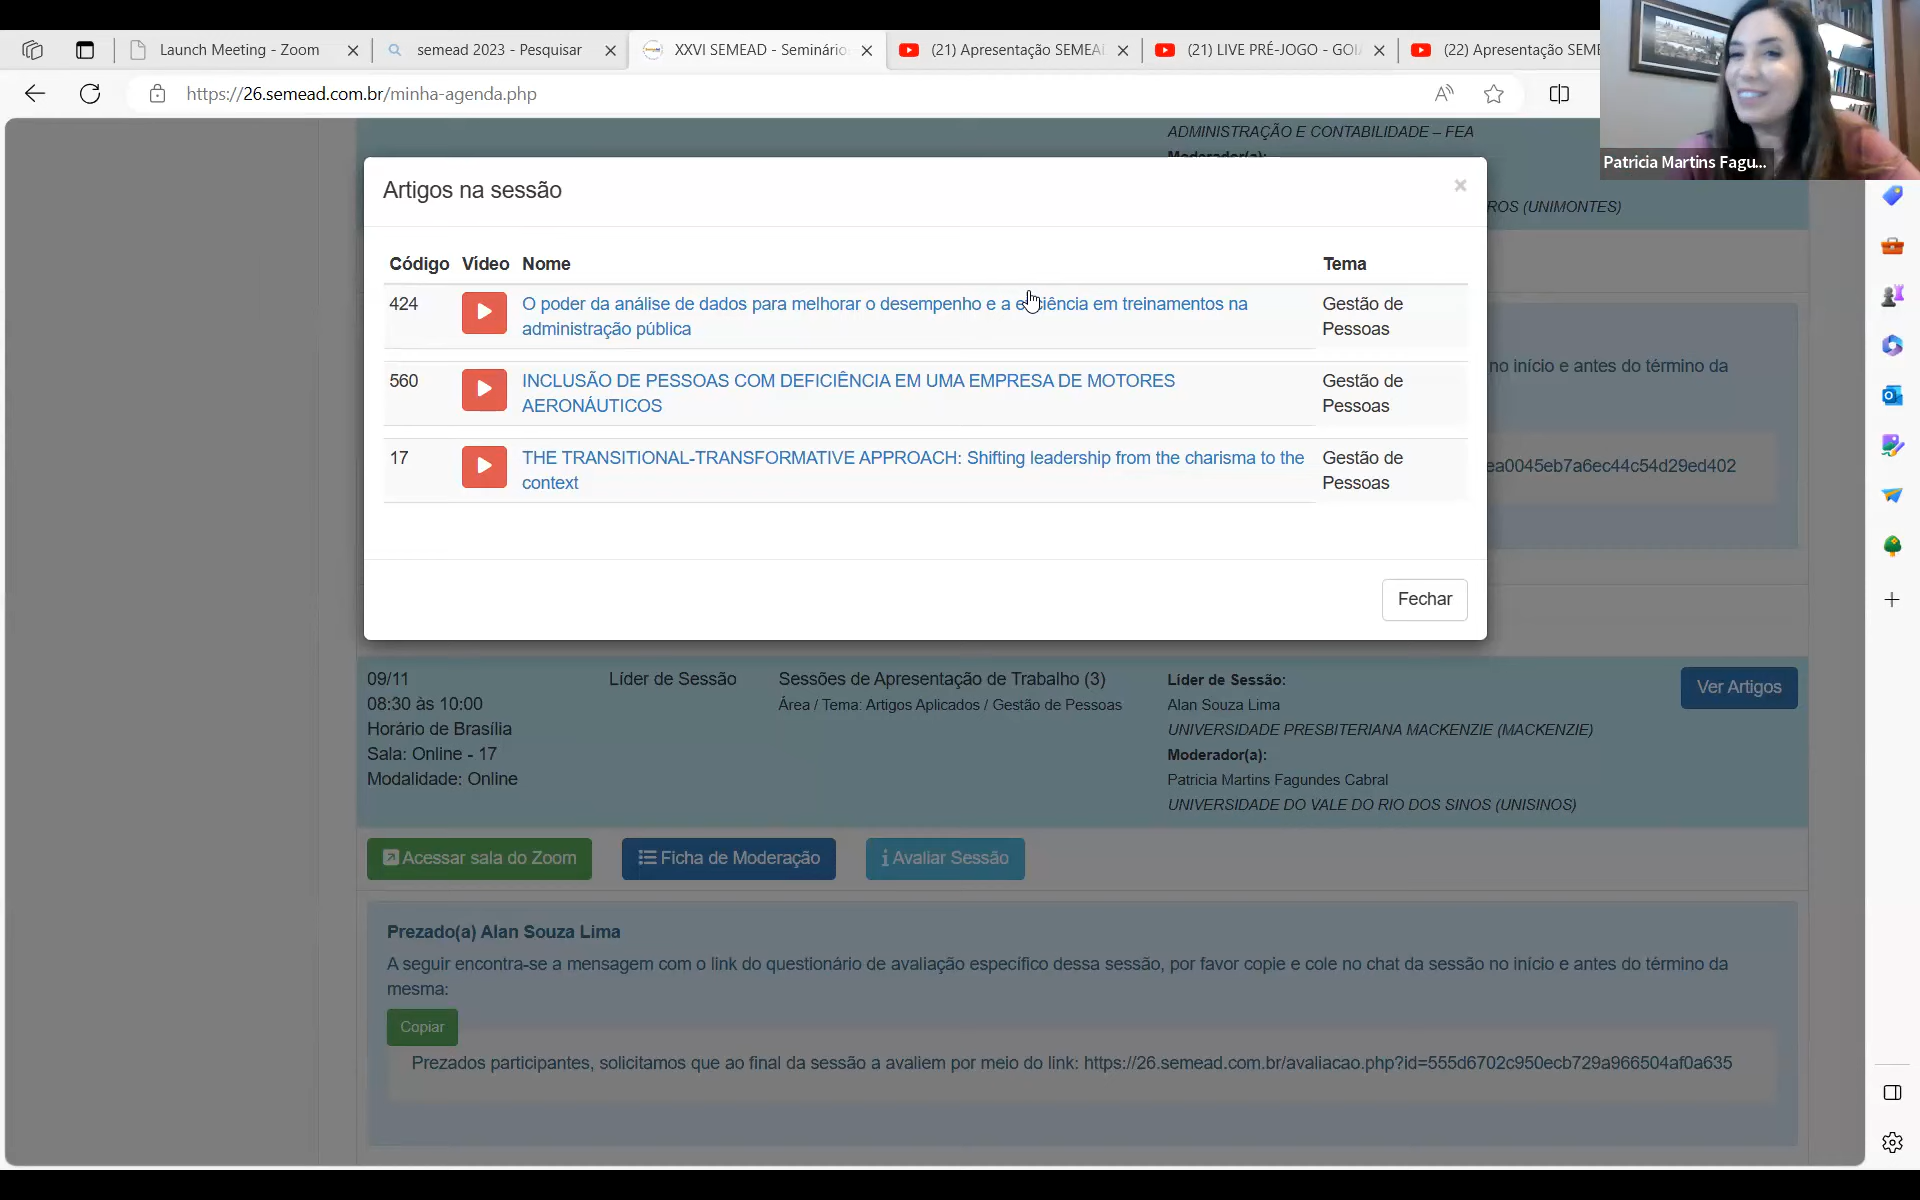 Launch Meeting - Zoom
semead 2023 - Pesquisar
XXVI SEMEAD - Seminário
(21) Apresentação SEMEA
(21) LIVE PRÉ-JOGO - GOI
(22) Apresentação SEME
https://26.semead.com.br/minha-agenda.php
Patricia Martins Fagu...
ADMINISTRAÇÃO E CONTABILIDADE – FEA
Moderador(a):
ROS (UNIMONTES)
Artigos na sessão
×
Código Vídeo Nome Tema
424 O poder da análise de dados para melhorar o desempenho e a eficiência em treinamentos na Gestão de
administração pública Pessoas
560 INCLUSÃO DE PESSOAS COM DEFICIÊNCIA EM UMA EMPRESA DE MOTORES Gestão de
AERONÁUTICOS Pessoas
17 THE TRANSITIONAL-TRANSFORMATIVE APPROACH: Shifting leadership from the charisma to the Gestão de
context Pessoas
no início e antes do término da
ea0045eb7a6ec44c54d29ed402
Fechar
09/11
08:30 às 10:00
Horário de Brasília
Sala: Online - 17
Modalidade: Online
Líder de Sessão
Sessões de Apresentação de Trabalho (3)
Área / Tema: Artigos Aplicados / Gestão de Pessoas
Líder de Sessão:
Alan Souza Lima
UNIVERSIDADE PRESBITERIANA MACKENZIE (MACKENZIE)
Moderador(a):
Patricia Martins Fagundes Cabral
UNIVERSIDADE DO VALE DO RIO DOS SINOS (UNISINOS)
Ver Artigos
Acessar sala do Zoom
Ficha de Moderação
Avaliar Sessão
Prezado(a) Alan Souza Lima
A seguir encontra-se a mensagem com o link do questionário de avaliação específico dessa sessão, por favor copie e cole no chat da sessão no início e antes do término da
mesma:
Copiar
Prezados participantes, solicitamos que ao final da sessão a avaliem por meio do link: https://26.semead.com.br/avaliacao.php?id=555d6702c950ecb729a966504af0a635